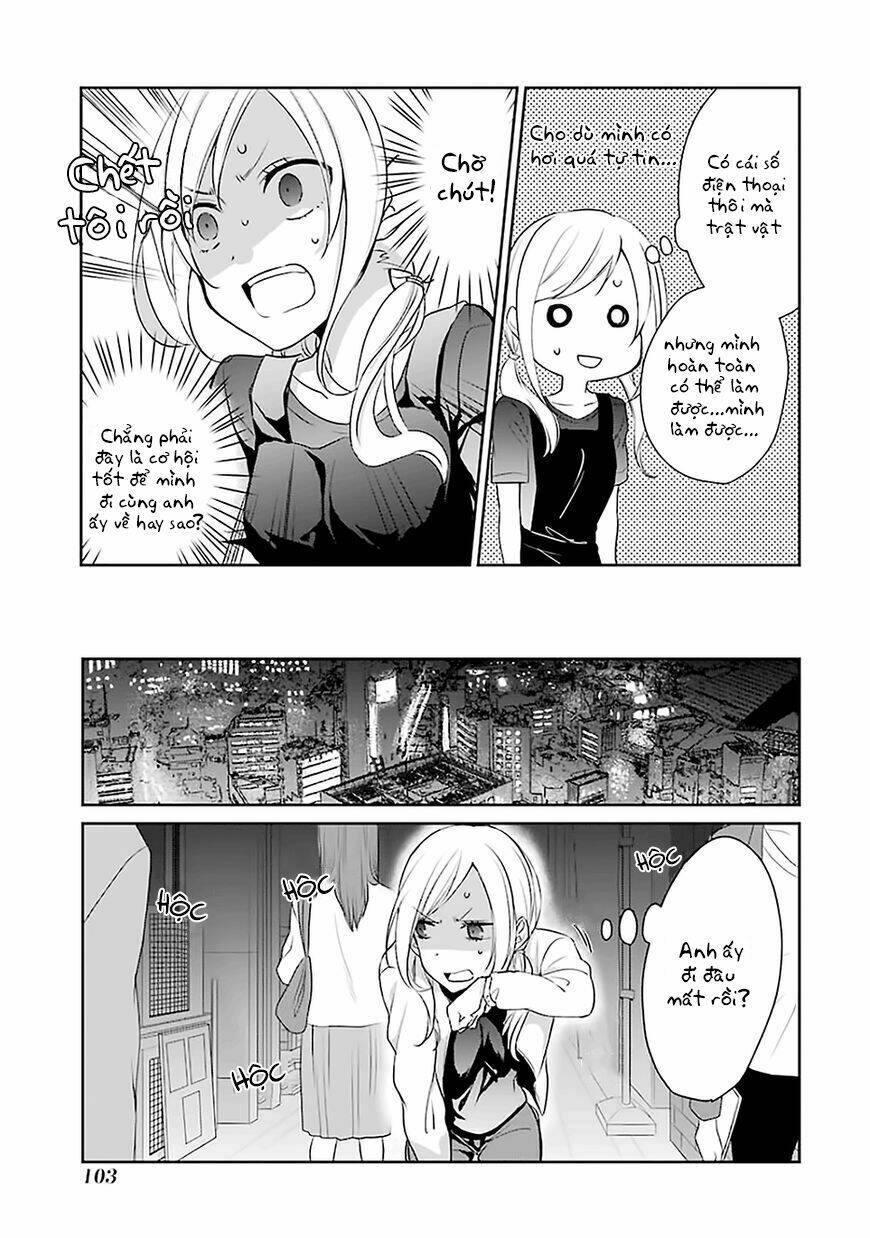 Có cái số
điện thoại
thôi mà
trật vật
Cho dù mình có
hơi quá tự tin...
nhưng mình
hoàn toàn
có thể làm
được...mình
làm được...
Chờ
chút!
Chết
tôi rồi
Chẳng phải
đây là cơ hội
tốt để mình
đi cùng anh
ấy về hay sao?
HỘC
HỘC
HỘC
HỘC
Anh ấy
đi đâu
mất rồi?
103